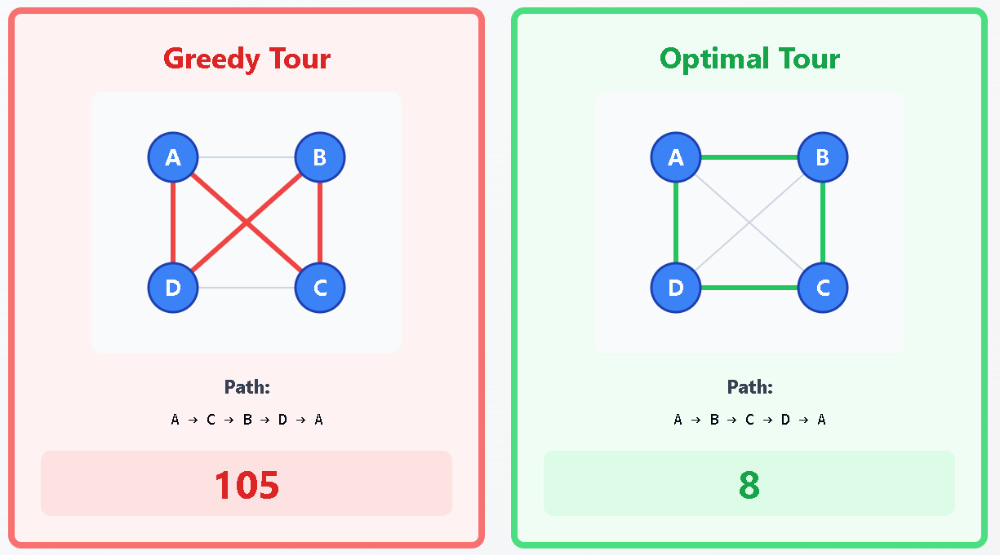 Greedy Tour
A
B
D
C
Path:
A → C → B → D → A
105
Optimal Tour
A
B
D
C
Path:
A → B → C → D → A
8